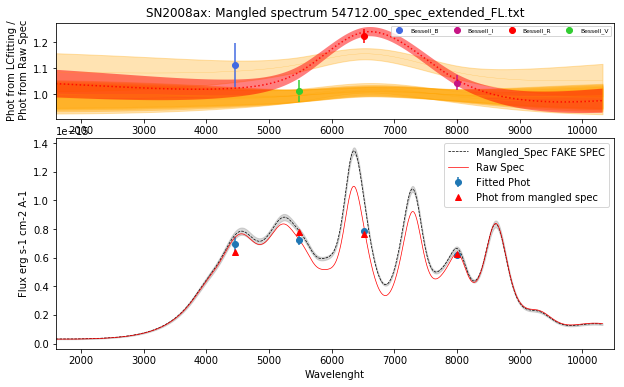 SN2008ax: Mangled spectrum 54712.00_spec_extended_FL.txt
Phot from LCfitting /
Phot from Raw Spec
1.2
1.1
1.0
Bessell_B
Bessell_I
Bessell_R
Bessell_V
2000 3000 4000 5000 6000 7000 8000 9000 10000
Flux erg s-1 cm-2 A-1
1.4
1.2
1.0
0.8
0.6
0.4
0.2
0.0
Mangled_Spec FAKE SPEC
Raw Spec
Fitted Phot
Phot from mangled spec
2000 3000 4000 5000 6000 7000 8000 9000 10000
Wavelenght